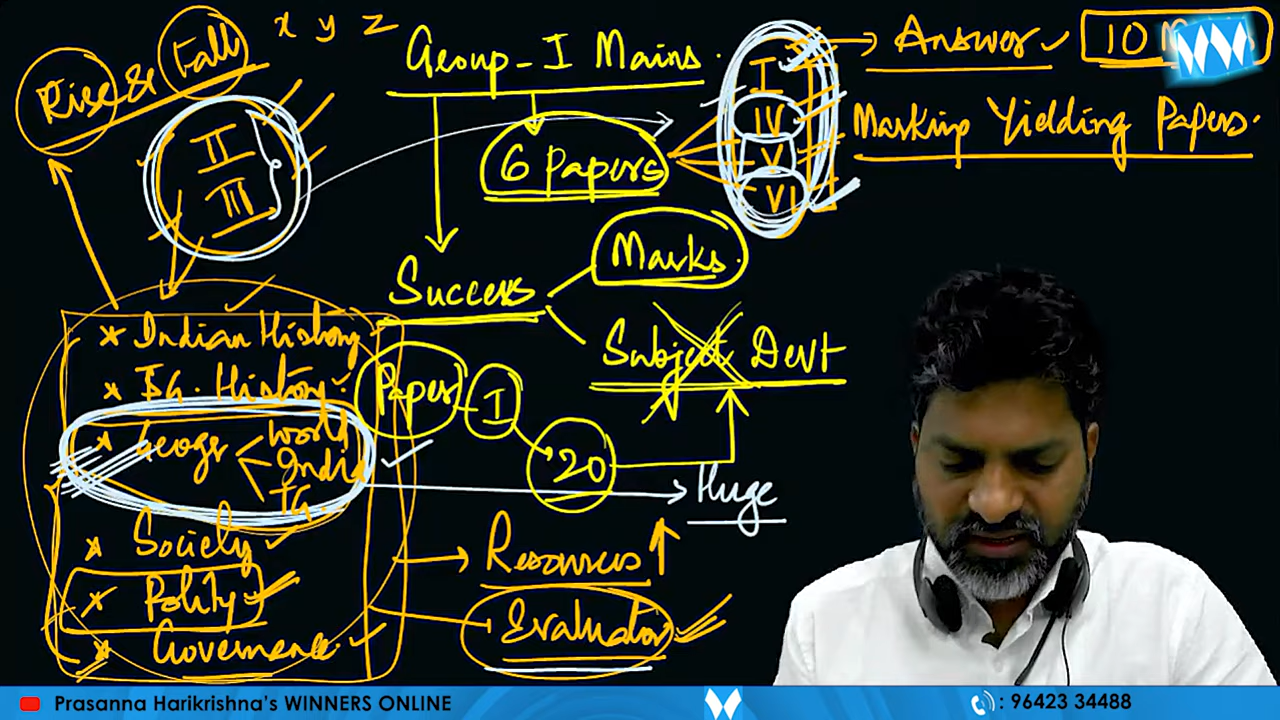 x y z
Rise & Fall
Group - I Mains.
I
IV
V
VI
Answer
10
Marking Yielding Papers.
II
III
6 Papers
Success
Marks.
Subject Devt
* Indian History
* TG. History
* Geogr
World
India
TG
* Society
* Polity
* Governance.
Paper - I
20
Huge
Resources
Evaluator
Prasanna Harikrishna's WINNERS ONLINE
W
: 96423 34488